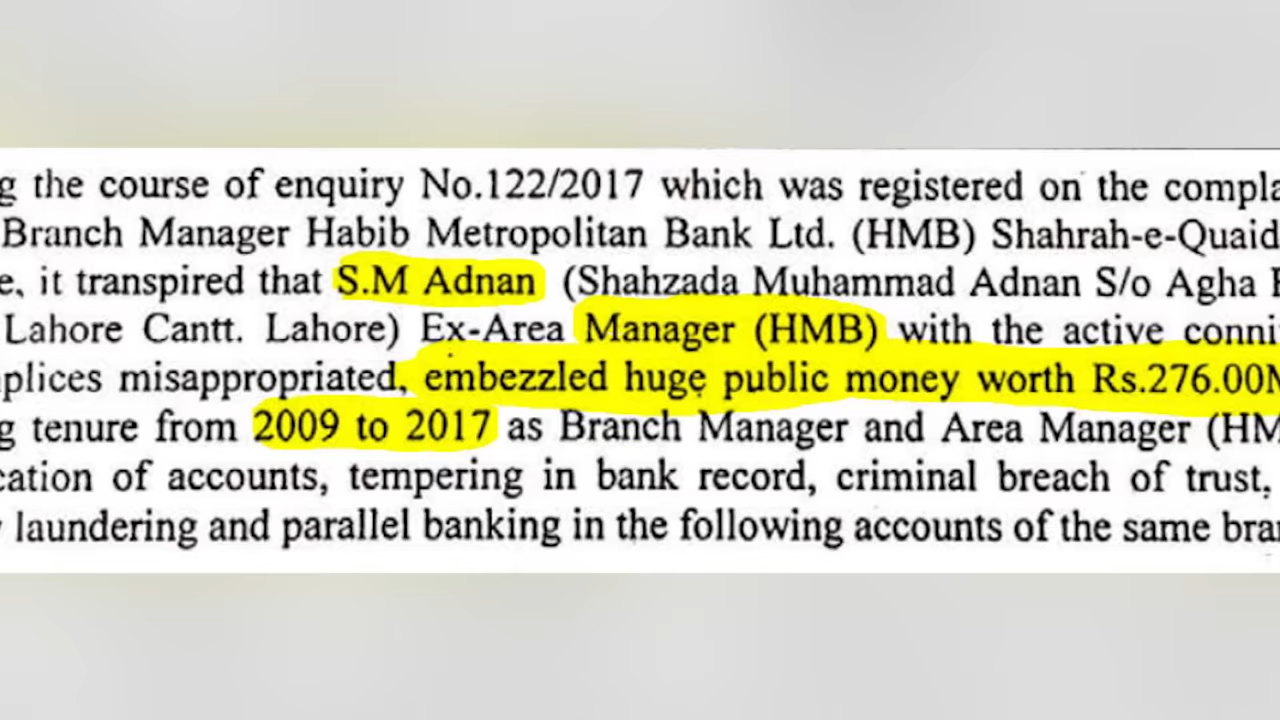 g the course of enquiry No.122/2017 which was registered on the compla
Branch Manager Habib Metropolitan Bank Ltd. (HMB) Shahrah-e-Quaid
e, it transpired that S.M Adnan (Shahzada Muhammad Adnan S/o Agha
Lahore Cantt. Lahore) Ex-Area Manager (HMB) with the active conni
plices misappropriated, embezzled huge public money worth Rs.276.00M
g tenure from 2009 to 2017 as Branch Manager and Area Manager (HM
cation of accounts, tempering in bank record, criminal breach of trust,
laundering and parallel banking in the following accounts of the same bra